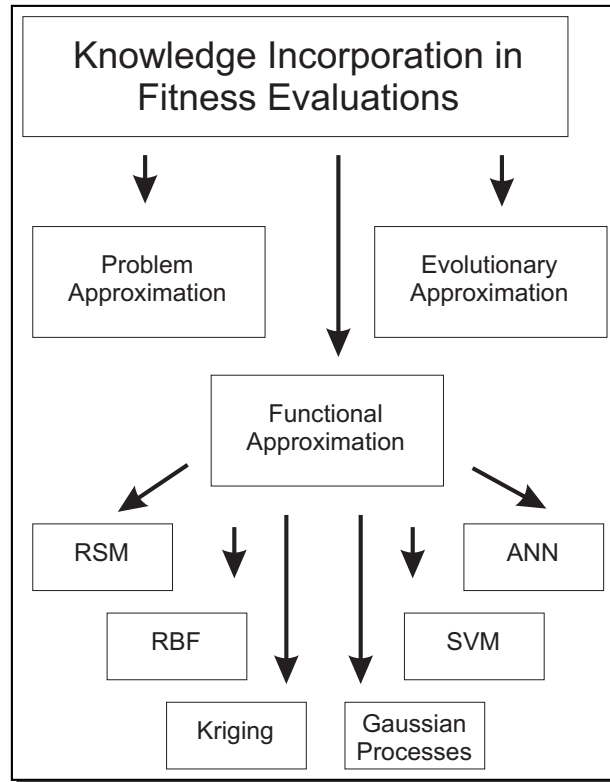 Knowledge Incorporation in
Fitness Evaluations
Problem
Approximation
Evolutionary
Approximation
Functional
Approximation
RSM
ANN
RBF
SVM
Kriging
Gaussian
Processes